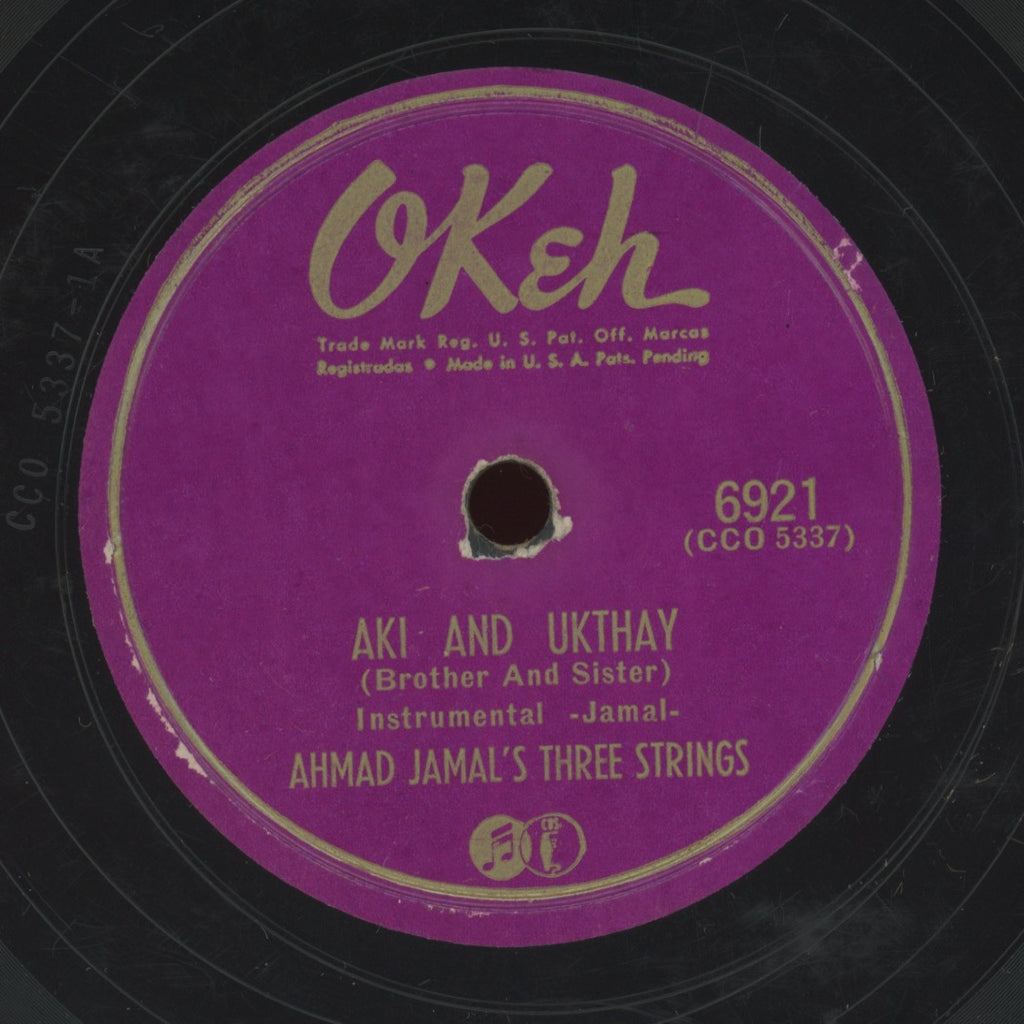 OKeh
Trade Mark Reg. U. S. Pat. Off. Marcas
Registradas • Made in U. S. A. Pats. Pending
6921
(CCO 5337)
AKI AND UKTHAY
(Brother And Sister)
Instrumental -Jamal-
AHMAD JAMAL'S THREE STRINGS
CBS
CCO 5337-1A